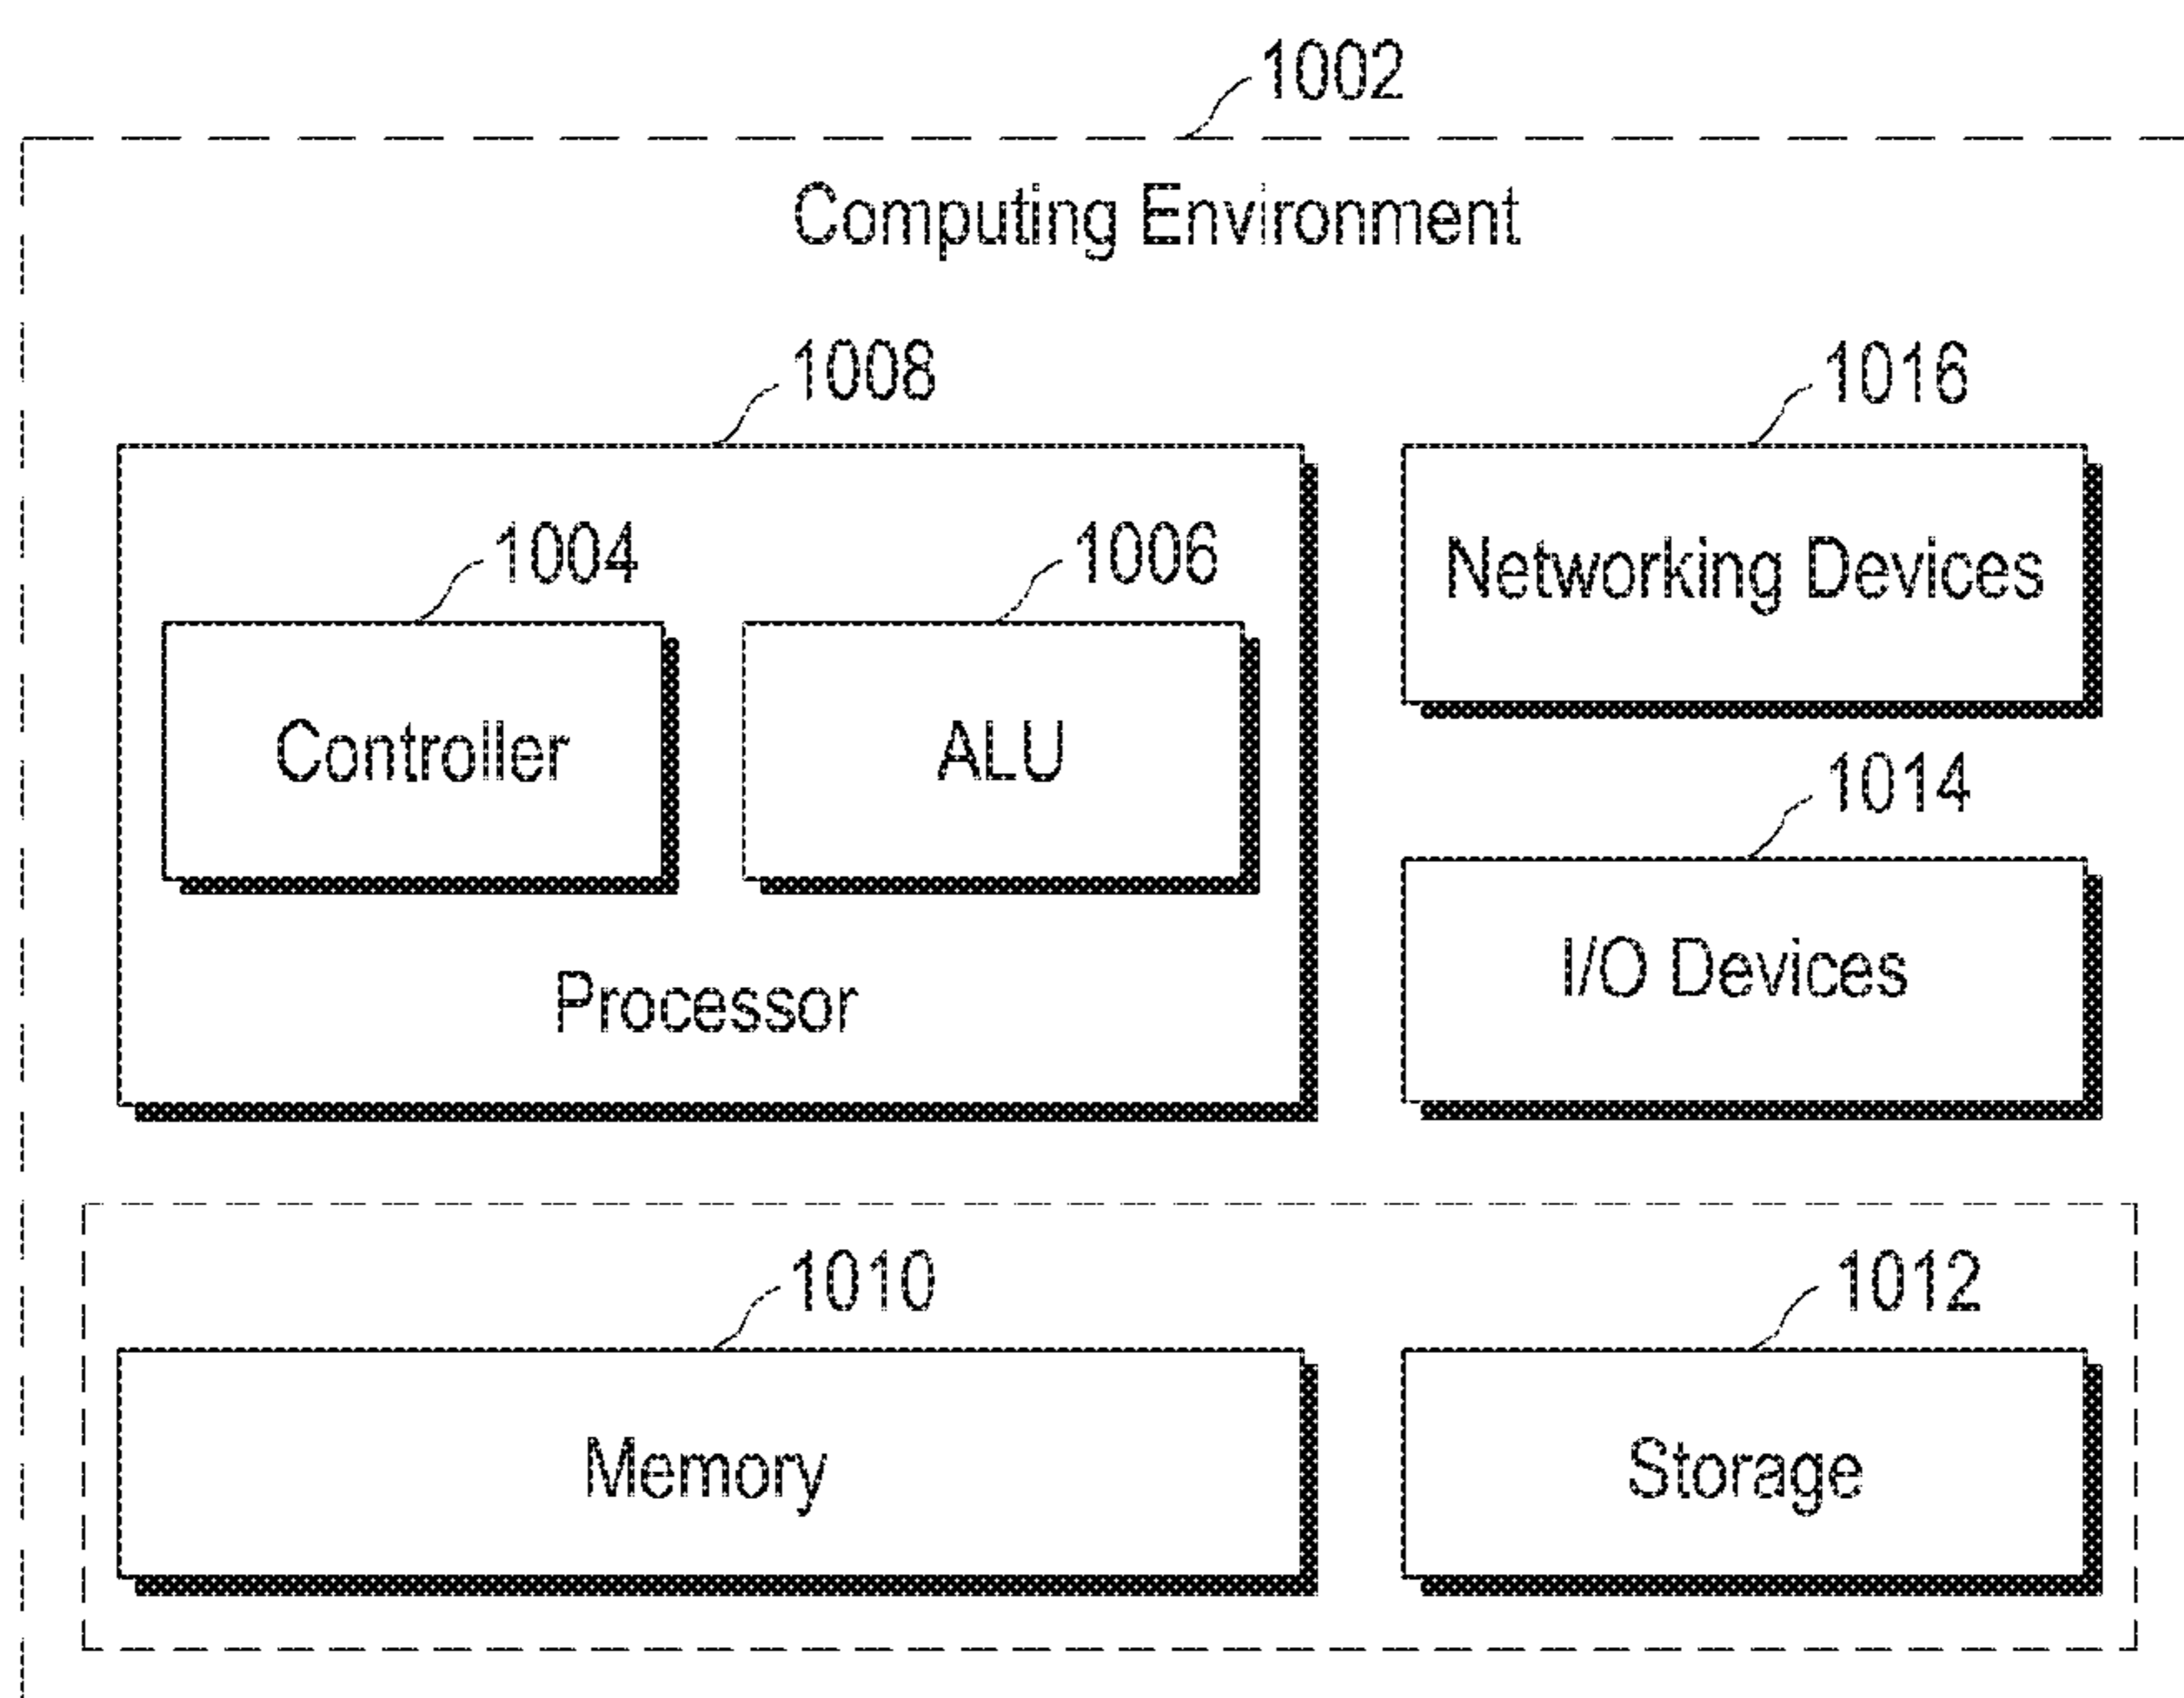 1002
Computing Environment
1008
1016
1004
1006
Networking Devices
Controller
ALU
1014
I/O Devices
Processor
1010
1012
Memory
Storage